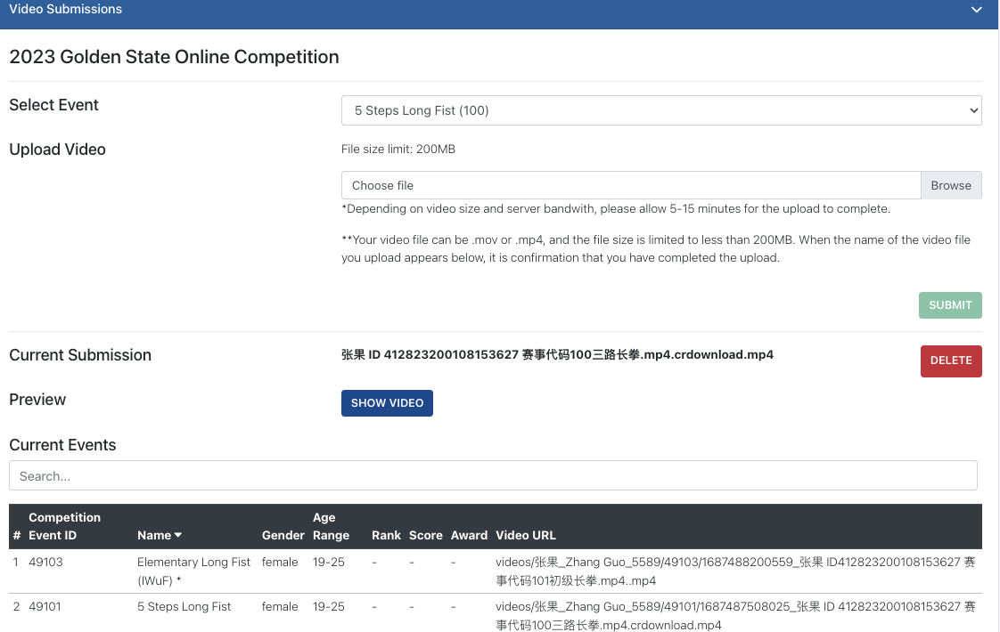 Video Submissions
2023 Golden State Online Competition
Select Event
5 Steps Long Fist (100)
Upload Video
File size limit: 200MB
Choose file
Browse
*Depending on video size and server bandwith, please allow 5-15 minutes for the upload to complete.
**Your video file can be .mov or .mp4, and the file size is limited to less than 200MB. When the name of the video file
you upload appears below, it is confirmation that you have completed the upload.
SUBMIT
Current Submission
张果 ID 412823200108153627 赛事代码100三路长拳.mp4.crdownload.mp4
DELETE
Preview
SHOW VIDEO
Current Events
Search...
# Competition Event ID Name Gender Age Range Rank Score Award Video URL
1 49103 Elementary Long Fist female 19-25 - - - videos/张果_Zhang Guo_5589/49103/1687488200559_张果 ID412823200108153627 赛
(IWuF) * 事代码101初级长拳.mp4..mp4
2 49101 5 Steps Long Fist female 19-25 - - - videos/张果_Zhang Guo_5589/49101/1687487508025_张果 ID 412823200108153627 赛
事代码100三路长拳.mp4.crdownload.mp4